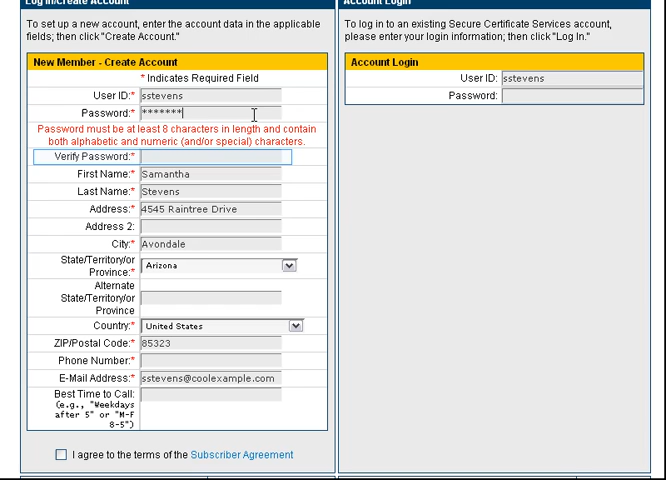 Log In/Create Account
To set up a new account, enter the account data in the applicable
fields; then click "Create Account."
New Member - Create Account
* Indicates Required Field
User ID:* sstevens
Password:* *******
Password must be at least 8 characters in length and contain
both alphabetic and numeric (and/or special) characters.
Verify Password:*
First Name:* Samantha
Last Name:* Stevens
Address:* 4545 Raintree Drive
Address 2:
City:* Avondale
State/Territory/or
Province:* Arizona
Alternate
State/Territory/or
Province
Country:* United States
ZIP/Postal Code:* 85323
Phone Number:*
E-Mail Address:* sstevens@coolexample.com
Best Time to Call:
(e.g., "Weekdays
after 5" or "M-F
8-5")
I agree to the terms of the Subscriber Agreement
Account Login
To log in to an existing Secure Certificate Services account,
please enter your login information; then click "Log In."
Account Login
User ID: sstevens
Password: